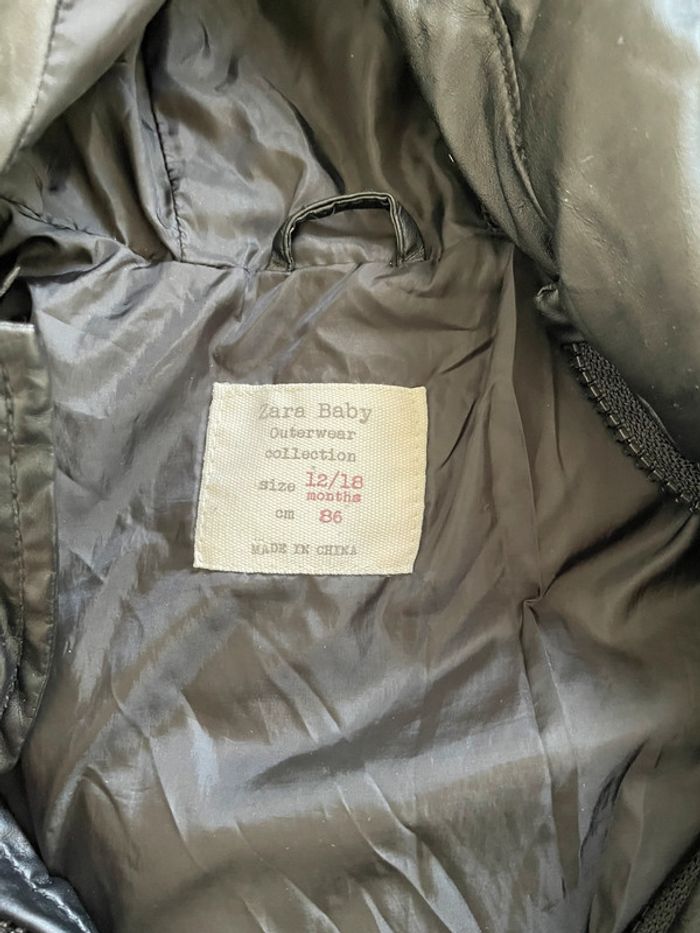 Zara Baby
Outerwear
collection
size 12/18
months
cm 86
MADE IN CHINA